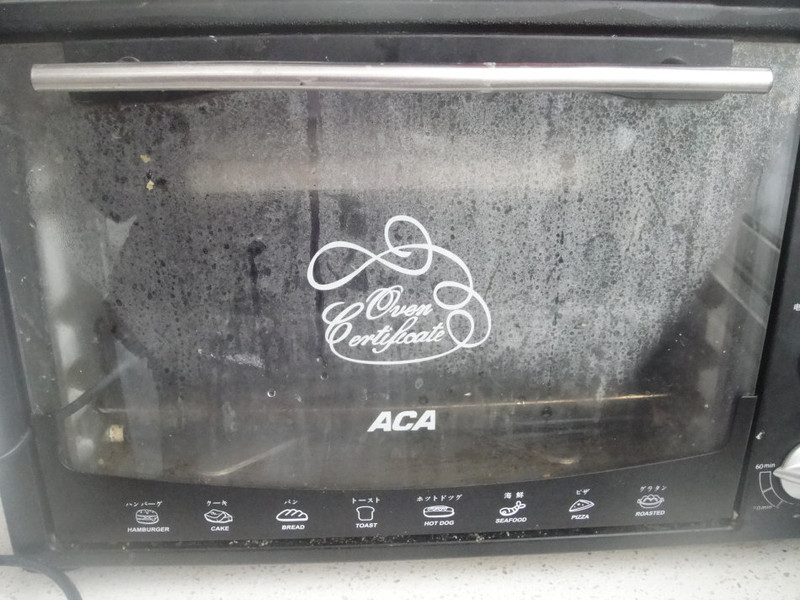 Oven
Certificate
ACA
ハンバーグ
HAMBURGER
ケーキ
CAKE
パン
BREAD
トースト
TOAST
ホットドッグ
HOT DOG
海鮮
SEAFOOD
ピザ
PIZZA
グラタン
ROASTED
60min